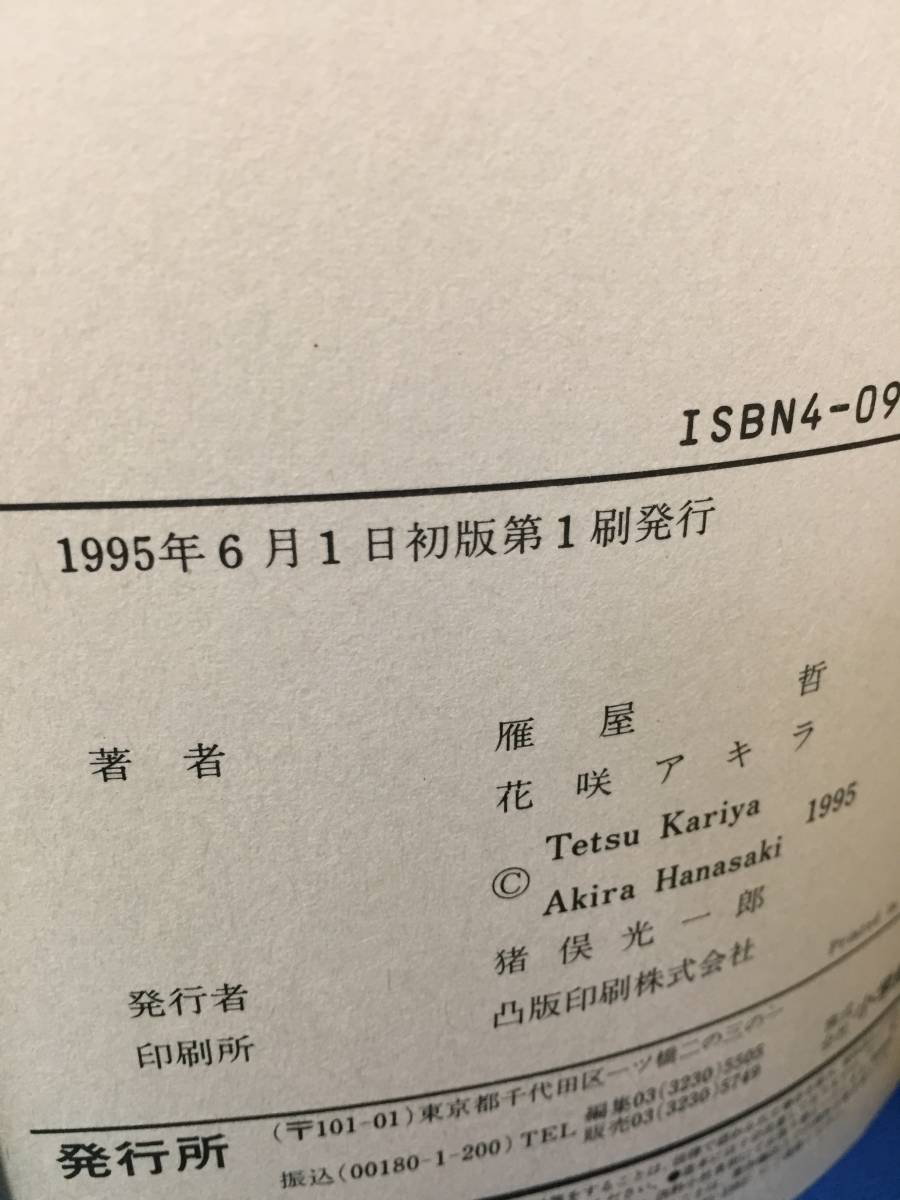 ISBN4-09
1995年6月1日初版第1刷発行
著者 雁屋哲
花咲アキラ
© Tetsu Kariya
Akira Hanasaki 1995
発行者 猪俣光一郎
印刷所 凸版印刷株式会社
Printed in
(〒101-01)東京都千代田区一ツ橋二の三の一
発行所
振込(00180-1-200) TEL 編集03(3230)5505
販売03(3230)5749